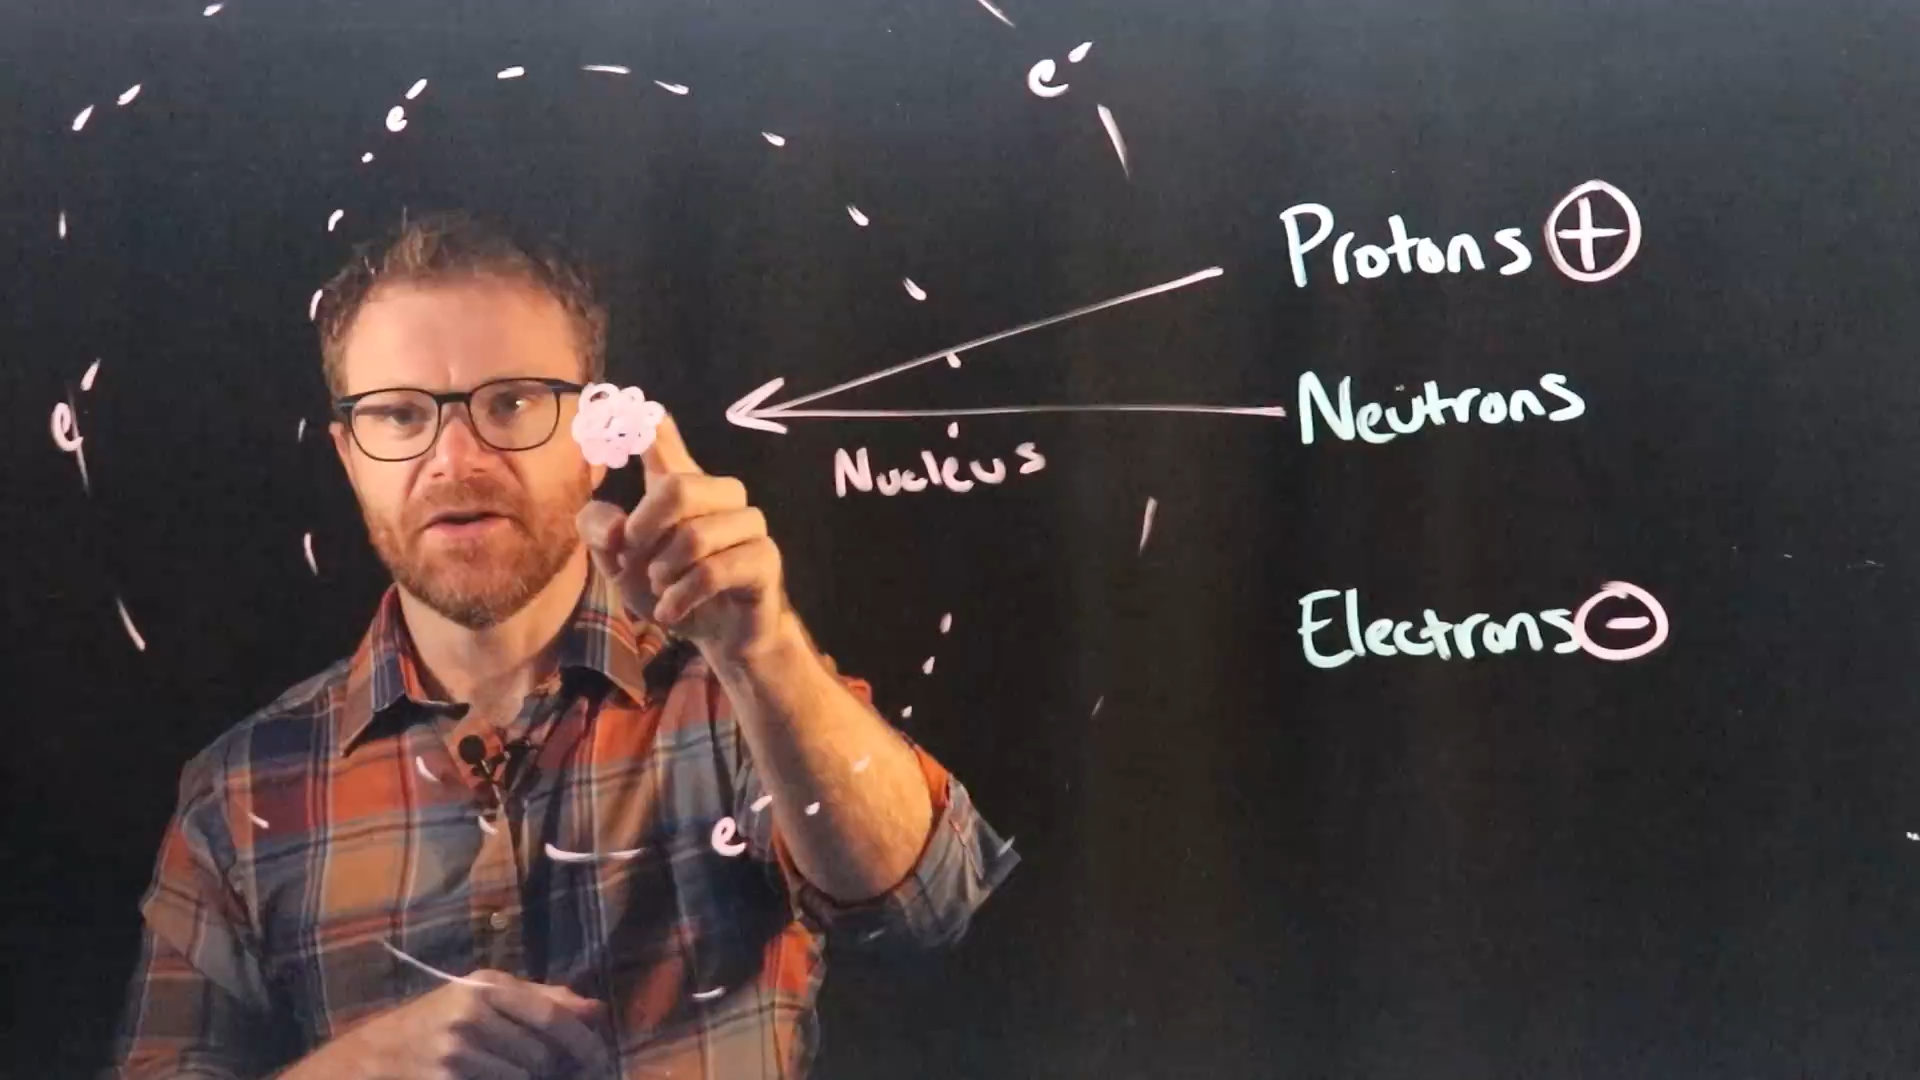 e-
e-
Protons +
Neutrons
e-
Nucleus
Electrons -
e-